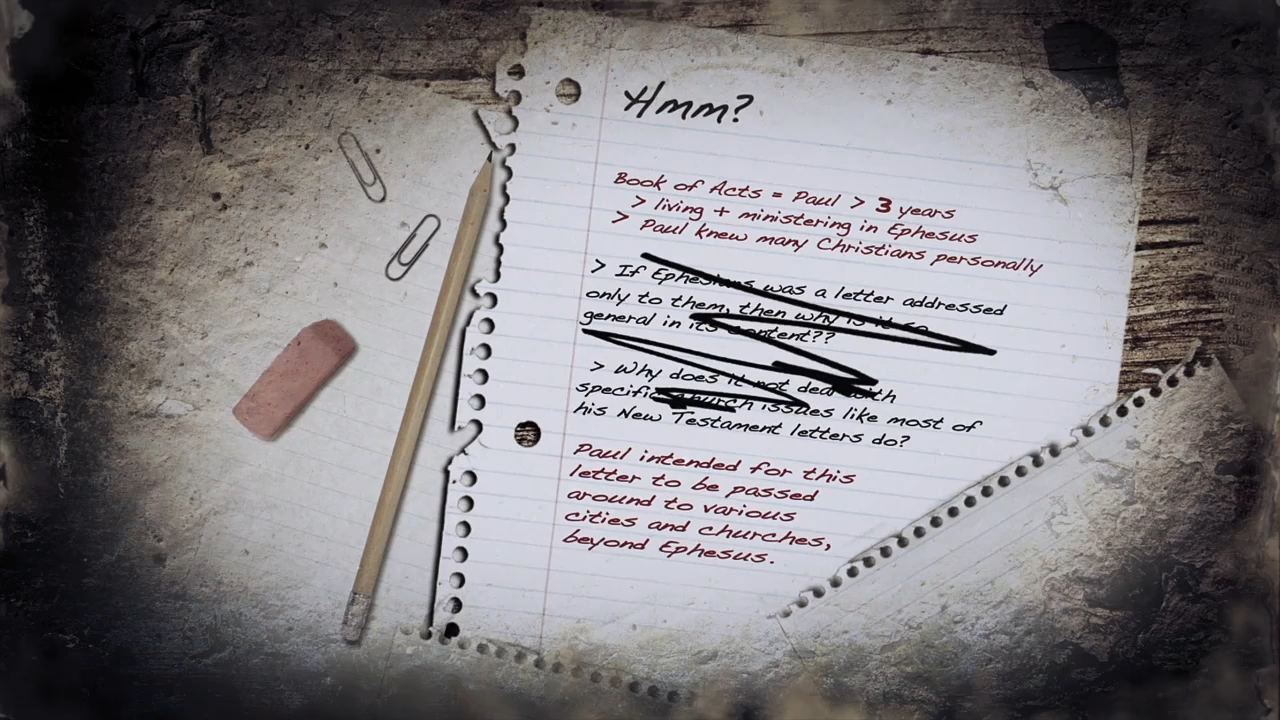 Hmm?
Book of Acts = Paul > 3 years
> living + ministering in Ephesus
> Paul knew many Christians personally
> If Ephesians was a letter addressed
only to them, then why is it so
general in its content??
> Why does it not deal with
specific church issues like most of
his New Testament letters do?
Paul intended for this
letter to be passed
around to various
cities and churches,
beyond Ephesus.